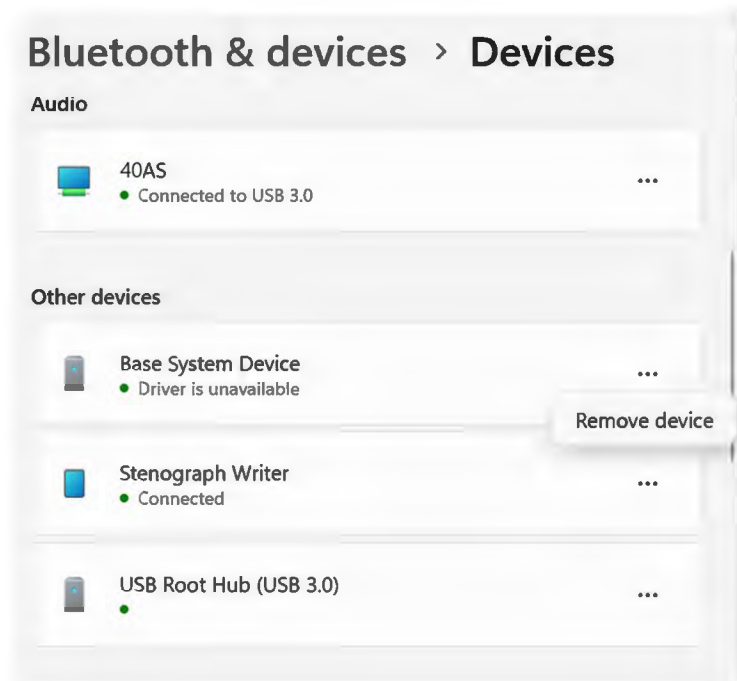 Bluetooth & devices > Devices
Audio
40AS
Connected to USB 3.0
Other devices
Base System Device
Driver is unavailable
Remove device
Stenograph Writer
Connected
USB Root Hub (USB 3.0)